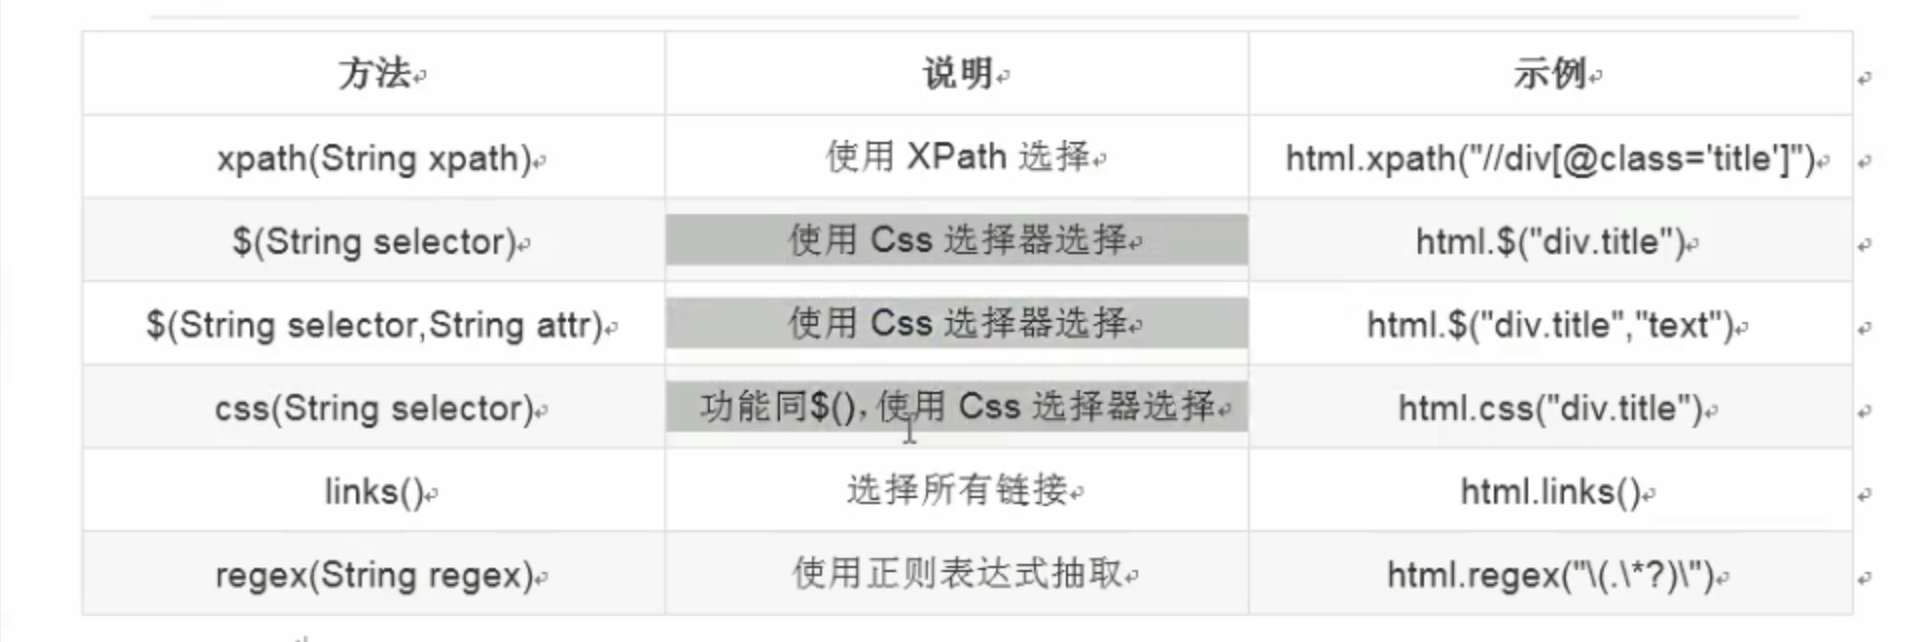 方法 说明 示例
xpath(String xpath) 使用 XPath 选择 html.xpath("//div[@class='title']")
$(String selector) 使用 Css 选择器选择 html.$("div.title")
$(String selector,String attr) 使用 Css 选择器选择 html.$("div.title","text")
css(String selector) 功能同$(),使用 Css 选择器选择 html.css("div.title")
links() 选择所有链接 html.links()
regex(String regex) 使用正则表达式抽取 html.regex("\(.\*?)\")